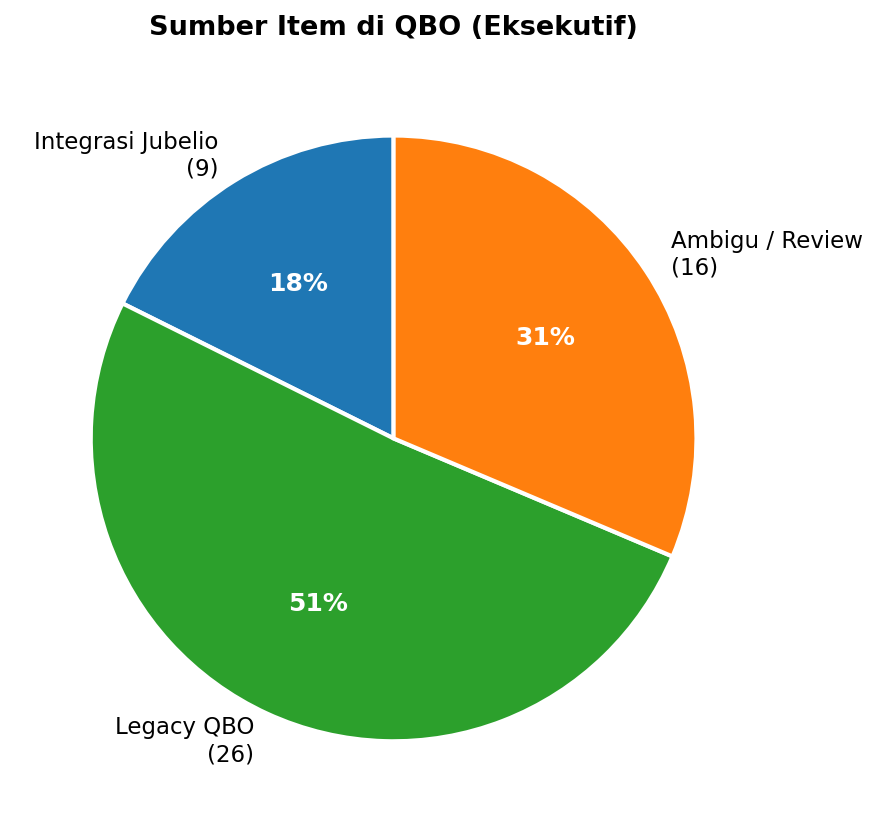 Sumber Item di QBO (Eksekutif)
Integrasi Jubelio
(9)
18%
Ambigu / Review
(16)
31%
51%
Legacy QBO
(26)